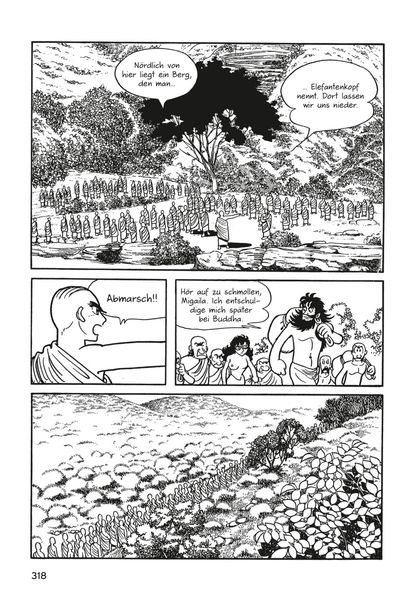 Nördlich von
hier liegt ein Berg,
den man...
Elefantenkopf
nennt. Dort lassen
wir uns nieder.
Abmarsch!!
Hör auf zu schmollen,
Migaila. Ich entschul-
dige mich später
bei Buddha.
318